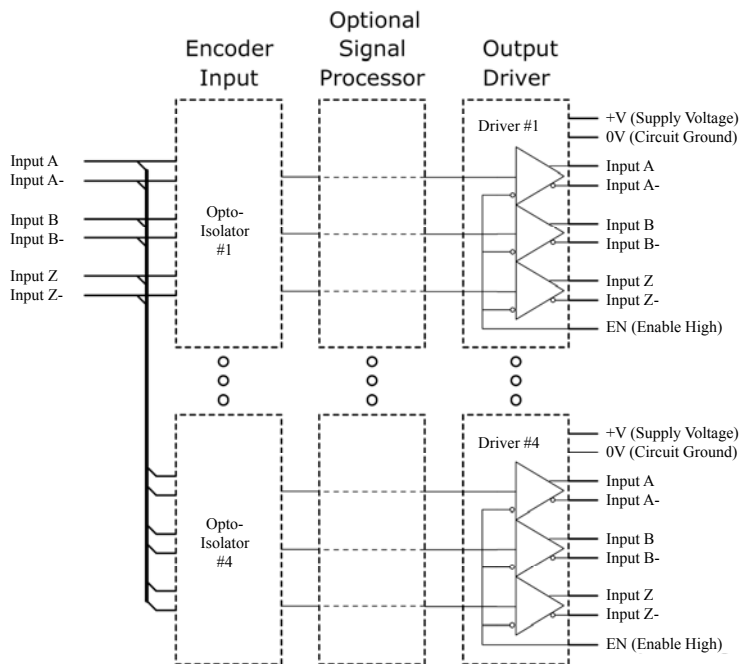 Encoder
Input
Optional
Signal
Processor
Output
Driver
Input A
Input A-
Input B
Input B-
Input Z
Input Z-
Opto-
Isolator
#1
Driver #1
+V (Supply Voltage)
0V (Circuit Ground)
Input A
Input A-
Input B
Input B-
Input Z
Input Z-
EN (Enable High)
Opto-
Isolator
#4
Driver #4
+V (Supply Voltage)
0V (Circuit Ground)
Input A
Input A-
Input B
Input B-
Input Z
Input Z-
EN (Enable High)